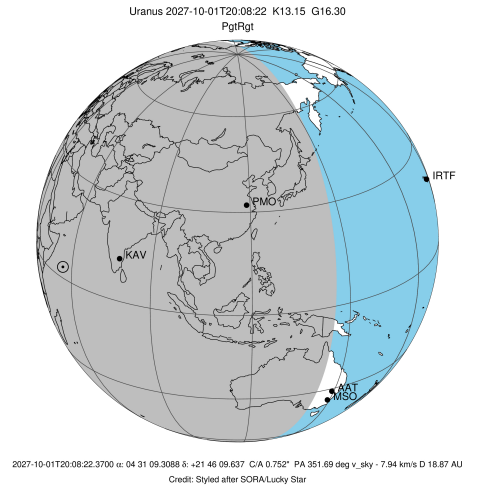 Uranus 2027-10-01T20:08:22 K13.15 G16.30
PgtRgt
IRTF
PMO
KAV
AAT
MSO
2027-10-01T20:08:22.3700 α: 04 31 09.3088 δ: +21 46 09.637 C/A 0.752" PA 351.69 deg v_sky - 7.94 km/s D 18.87 AU
Credit: Styled after SORA/Lucky Star